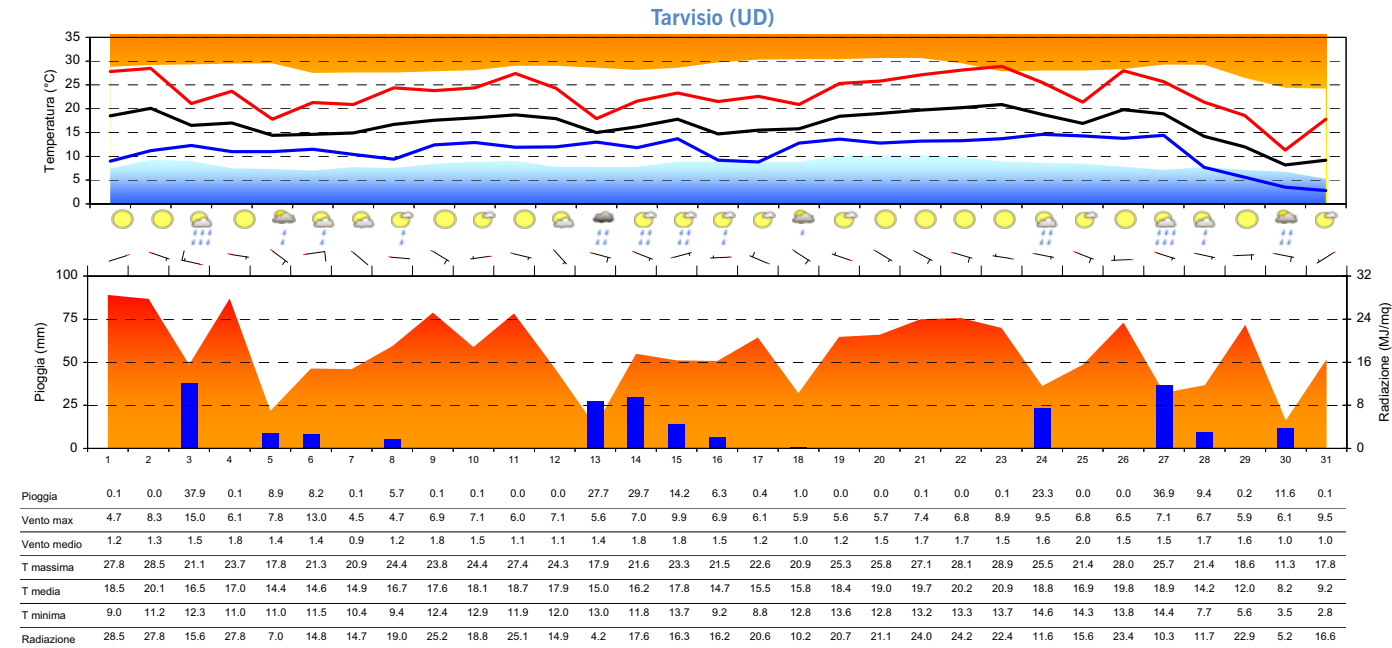 Tarvisio (UD)
35
30
25
20
15
10
5
0
Temperatura (°C)
100
75
50
25
0
Pioggia (mm)
32
24
16
8
0
Radiazione (MJ/mq)
1 2 3 4 5 6 7 8 9 10 11 12 13 14 15 16 17 18 19 20 21 22 23 24 25 26 27 28 29 30 31
Pioggia 0.1 0.0 37.9 0.1 8.9 8.2 0.1 5.7 0.1 0.1 0.0 0.0 27.7 29.7 14.2 6.3 0.4 1.0 0.0 0.0 0.1 0.0 0.1 23.3 0.0 0.0 36.9 9.4 0.2 11.6 0.1
Vento max 4.7 8.3 15.0 6.1 7.8 13.0 4.5 4.7 6.9 7.1 6.0 7.1 5.6 7.0 9.9 6.9 6.1 5.9 5.6 5.7 7.4 6.8 8.9 9.5 6.8 6.5 7.1 6.7 5.9 6.1 9.5
Vento medio 1.2 1.3 1.5 1.8 1.4 1.4 0.9 1.2 1.8 1.5 1.1 1.1 1.4 1.8 1.8 1.5 1.2 1.0 1.2 1.5 1.7 1.7 1.5 1.6 2.0 1.5 1.5 1.7 1.6 1.0 1.0
T massima 27.8 28.5 21.1 23.7 17.8 21.3 20.9 24.4 23.8 24.4 27.4 24.3 17.9 21.6 23.3 21.5 22.6 20.9 25.3 25.8 27.1 28.1 28.9 25.5 21.4 28.0 25.7 21.4 18.6 11.3 17.8
T media 18.5 20.1 16.5 17.0 14.4 14.6 14.9 16.7 17.6 18.1 18.7 17.9 15.0 16.2 17.8 14.7 15.5 15.8 18.4 19.0 19.7 20.2 20.9 18.8 16.9 19.8 18.9 14.2 12.0 8.2 9.2
T minima 9.0 11.2 12.3 11.0 11.0 11.5 10.4 9.4 12.4 12.9 11.9 12.0 13.0 11.8 13.7 9.2 8.8 12.8 13.6 12.8 13.2 13.3 13.7 14.6 14.3 13.8 14.4 7.7 5.6 3.5 2.8
Radiazione 28.5 27.8 15.6 27.8 7.0 14.8 14.7 19.0 25.2 18.8 25.1 14.9 4.2 17.6 16.3 16.2 20.6 10.2 20.7 21.1 24.0 24.2 22.4 11.6 15.6 23.4 10.3 11.7 22.9 5.2 16.6